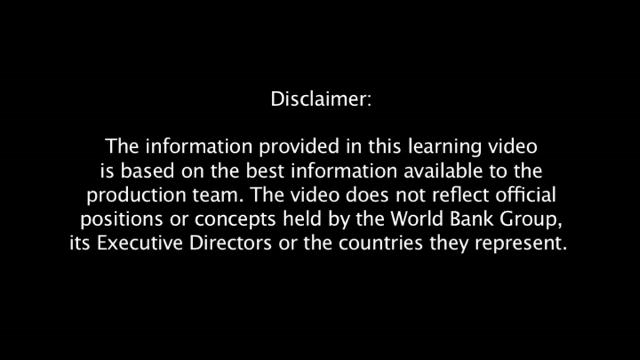 Disclaimer:
The information provided in this learning video
is based on the best information available to the
production team. The video does not reflect official
positions or concepts held by the World Bank Group,
its Executive Directors or the countries they represent.